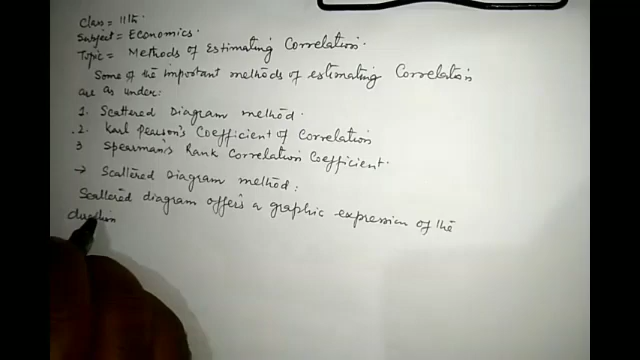 Class = 11th.
Subject = Economics.
Topic = Methods of Estimating Correlation.
Some of the important methods of estimating Correlation
are as under:
1. Scattered Diagram method.
2. Karl Pearson's Coefficient of Correlation
3 Spearman's Rank Correlation Coefficient.
→ Scattered Diagram method:
Scattered diagram offers a graphic expression of the